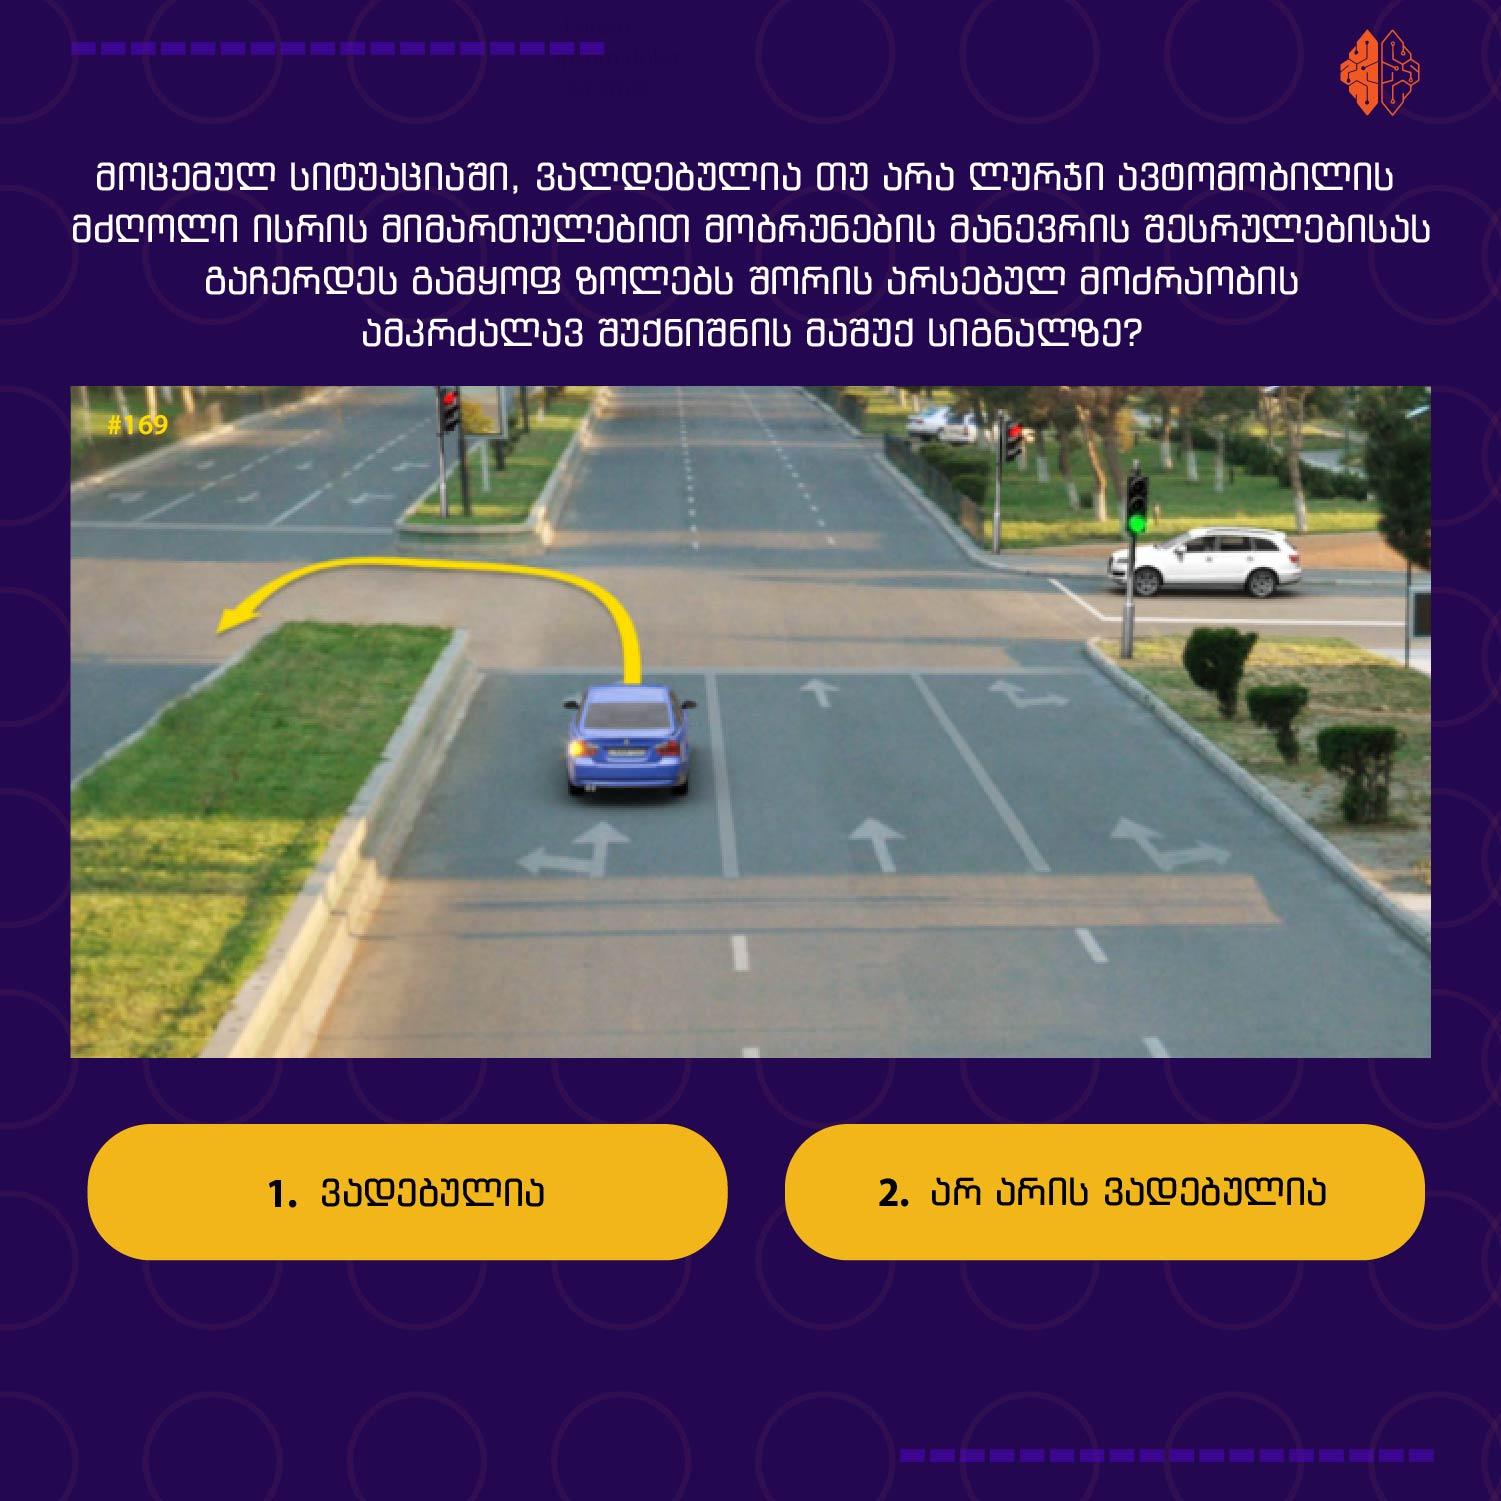 მოცემულ სიტუაციაში, ვალდებულია თუ არა ლურჯი ავტომობილის
მძღოლი ისრის მიმართულებით მობრუნების მანევრის შესრულებისას
გაჩერდეს გამყოფ ზოლებს შორის არსებულ მოძრაობის
ამკრძალავ შუქნიშნის მაშუქ სიგნალზე?
#169
1. ვადებულია
2. არ არის ვადებულია